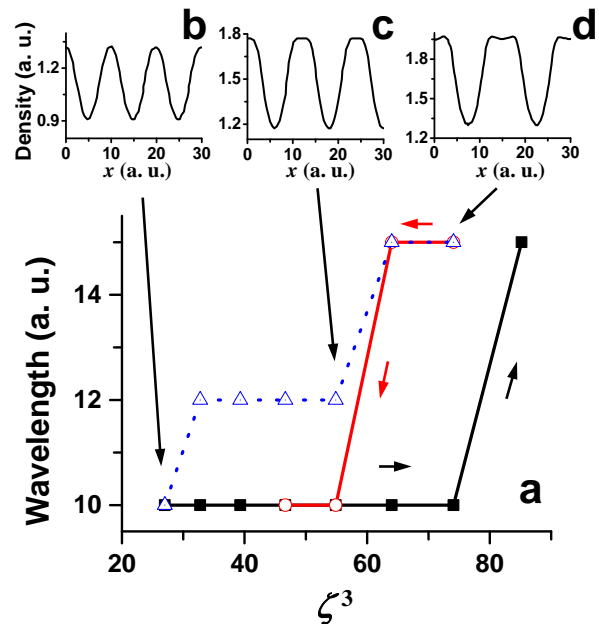 b
c
d
Density (a. u.)
1.2
0.9
0 10 20 30
x (a. u.)
1.8
1.5
1.2
0 10 20 30
x (a. u.)
1.8
1.5
1.2
0 10 20 30
x (a. u.)
Wavelength (a. u.)
14
12
10
a
20 40 60 80
ζ³